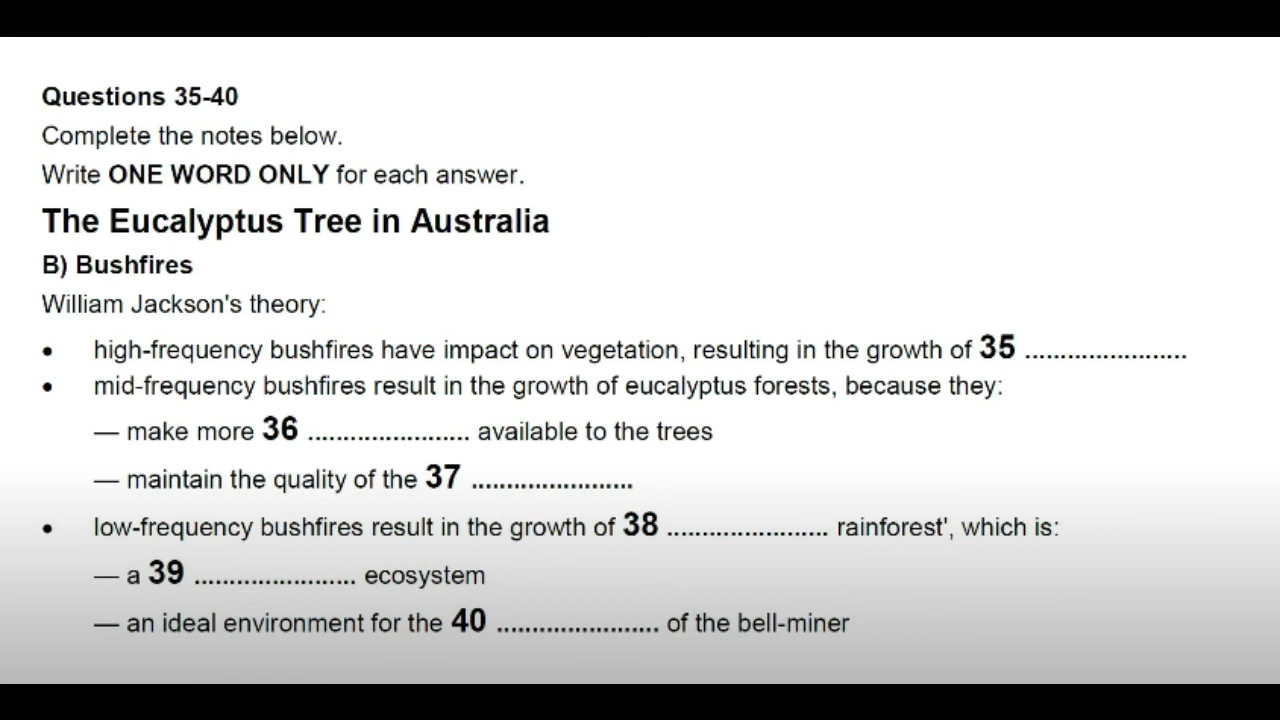 Questions 35-40
Complete the notes below.
Write ONE WORD ONLY for each answer.
The Eucalyptus Tree in Australia
B) Bushfires
William Jackson's theory:
• high-frequency bushfires have impact on vegetation, resulting in the growth of 35 .......................
• mid-frequency bushfires result in the growth of eucalyptus forests, because they:
— make more 36 ....................... available to the trees
— maintain the quality of the 37 .......................
• low-frequency bushfires result in the growth of 38 ....................... rainforest', which is:
— a 39 ....................... ecosystem
— an ideal environment for the 40 ....................... of the bell-miner